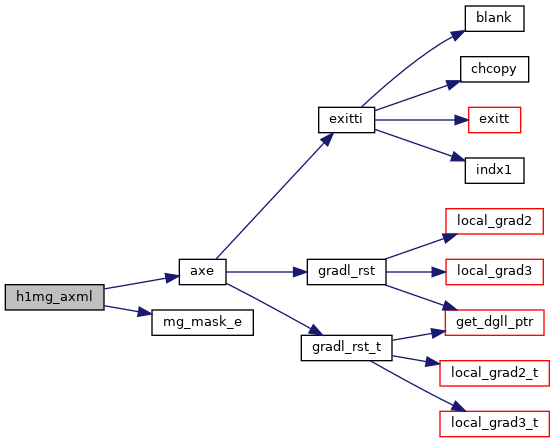 blank
chcopy
exitti
exitt
indx1
local_grad2
axe
gradl_rst
local_grad3
h1mg_axml
mg_mask_e
get_dgll_ptr
gradl_rst_t
local_grad2_t
local_grad3_t